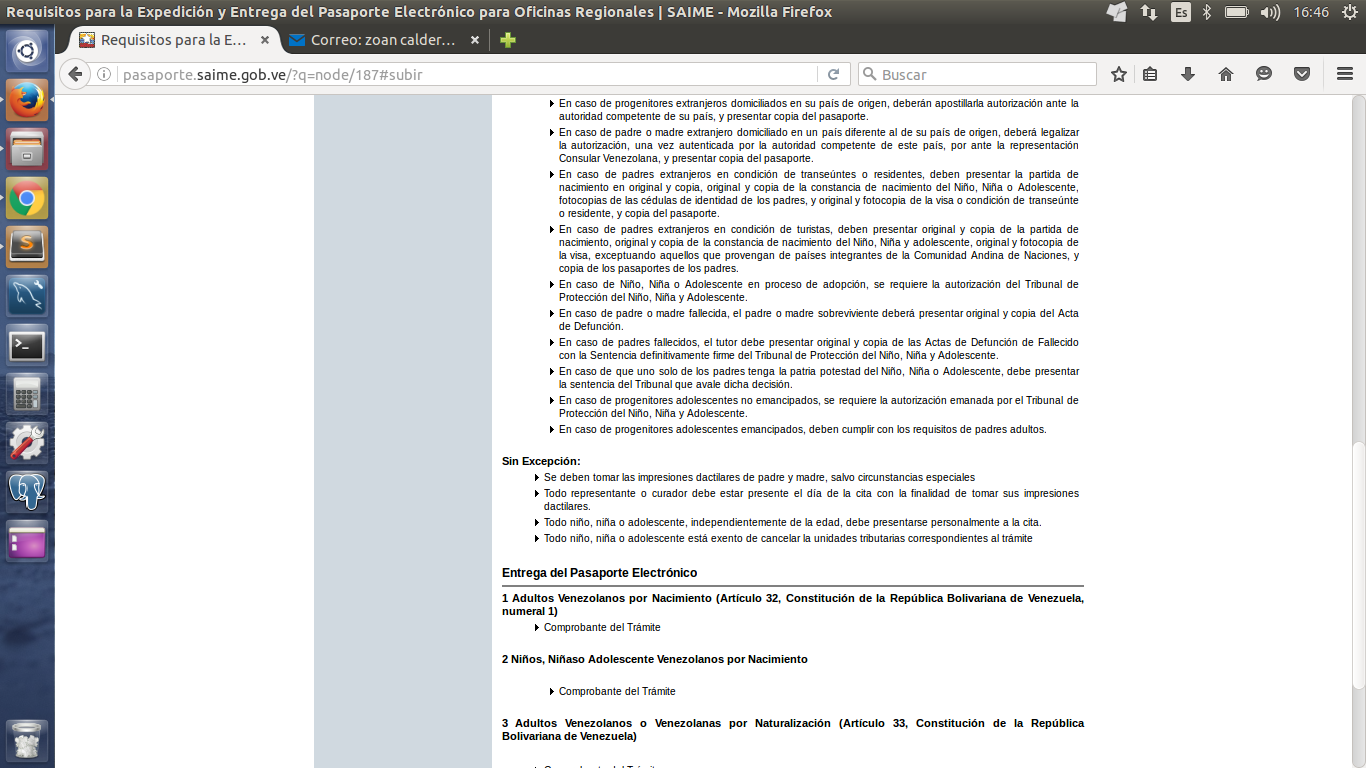 Requisitos para la Expedición y Entrega del Pasaporte Electrónico para Oficinas Regionales | SAIME - Mozilla Firefox
Es
16:46
Requisitos para la E...
Correo: zoan calder...
pasaporte.saime.gob.ve/?q=node/187#subir
Buscar
En caso de progenitores extranjeros domiciliados en su país de origen, deberán apostillarla autorización ante la
autoridad competente de su país, y presentar copia del pasaporte.
En caso de padre o madre extranjero domiciliado en un país diferente al de su país de origen, deberá legalizar
la autorización, una vez autenticada por la autoridad competente de este país, por ante la representación
Consular Venezolana, y presentar copia del pasaporte.
En caso de padres extranjeros en condición de transeúntes o residentes, deben presentar la partida de
nacimiento en original y copia, original y copia de la constancia de nacimiento del Niño, Niña o Adolescente,
fotocopias de las cédulas de identidad de los padres, y original y fotocopia de la visa o condición de transeúnte
o residente, y copia del pasaporte.
En caso de padres extranjeros en condición de turistas, deben presentar original y copia de la partida de
nacimiento, original y copia de la constancia de nacimiento del Niño, Niña y adolescente, original y fotocopia de
la visa, exceptuando aquellos que provengan de países integrantes de la Comunidad Andina de Naciones, y
copia de los pasaportes de los padres.
En caso de Niño, Niña o Adolescente en proceso de adopción, se requiere la autorización del Tribunal de
Protección del Niño, Niña y Adolescente.
En caso de padre o madre fallecida, el padre o madre sobreviviente deberá presentar original y copia del Acta
de Defunción.
En caso de padres fallecidos, el tutor debe presentar original y copia de las Actas de Defunción de Fallecido
con la Sentencia definitivamente firme del Tribunal de Protección del Niño, Niña y Adolescente.
En caso de que uno solo de los padres tenga la patria potestad del Niño, Niña o Adolescente, debe presentar
la sentencia del Tribunal que avale dicha decisión.
En caso de progenitores adolescentes no emancipados, se requiere la autorización emanada por el Tribunal de
Protección del Niño, Niña y Adolescente.
En caso de progenitores adolescentes emancipados, deben cumplir con los requisitos de padres adultos.
Sin Excepción:
Se deben tomar las impresiones dactilares de padre y madre, salvo circunstancias especiales
Todo representante o curador debe estar presente el día de la cita con la finalidad de tomar sus impresiones
dactilares.
Todo niño, niña o adolescente, independientemente de la edad, debe presentarse personalmente a la cita.
Todo niño, niña o adolescente está exento de cancelar la unidades tributarias correspondientes al trámite
Entrega del Pasaporte Electrónico
1 Adultos Venezolanos por Nacimiento (Artículo 32, Constitución de la República Bolivariana de Venezuela,
numeral 1)
Comprobante del Trámite
2 Niños, Niñaso Adolescente Venezolanos por Nacimiento
Comprobante del Trámite
3 Adultos Venezolanos o Venezolanas por Naturalización (Artículo 33, Constitución de la República
Bolivariana de Venezuela)